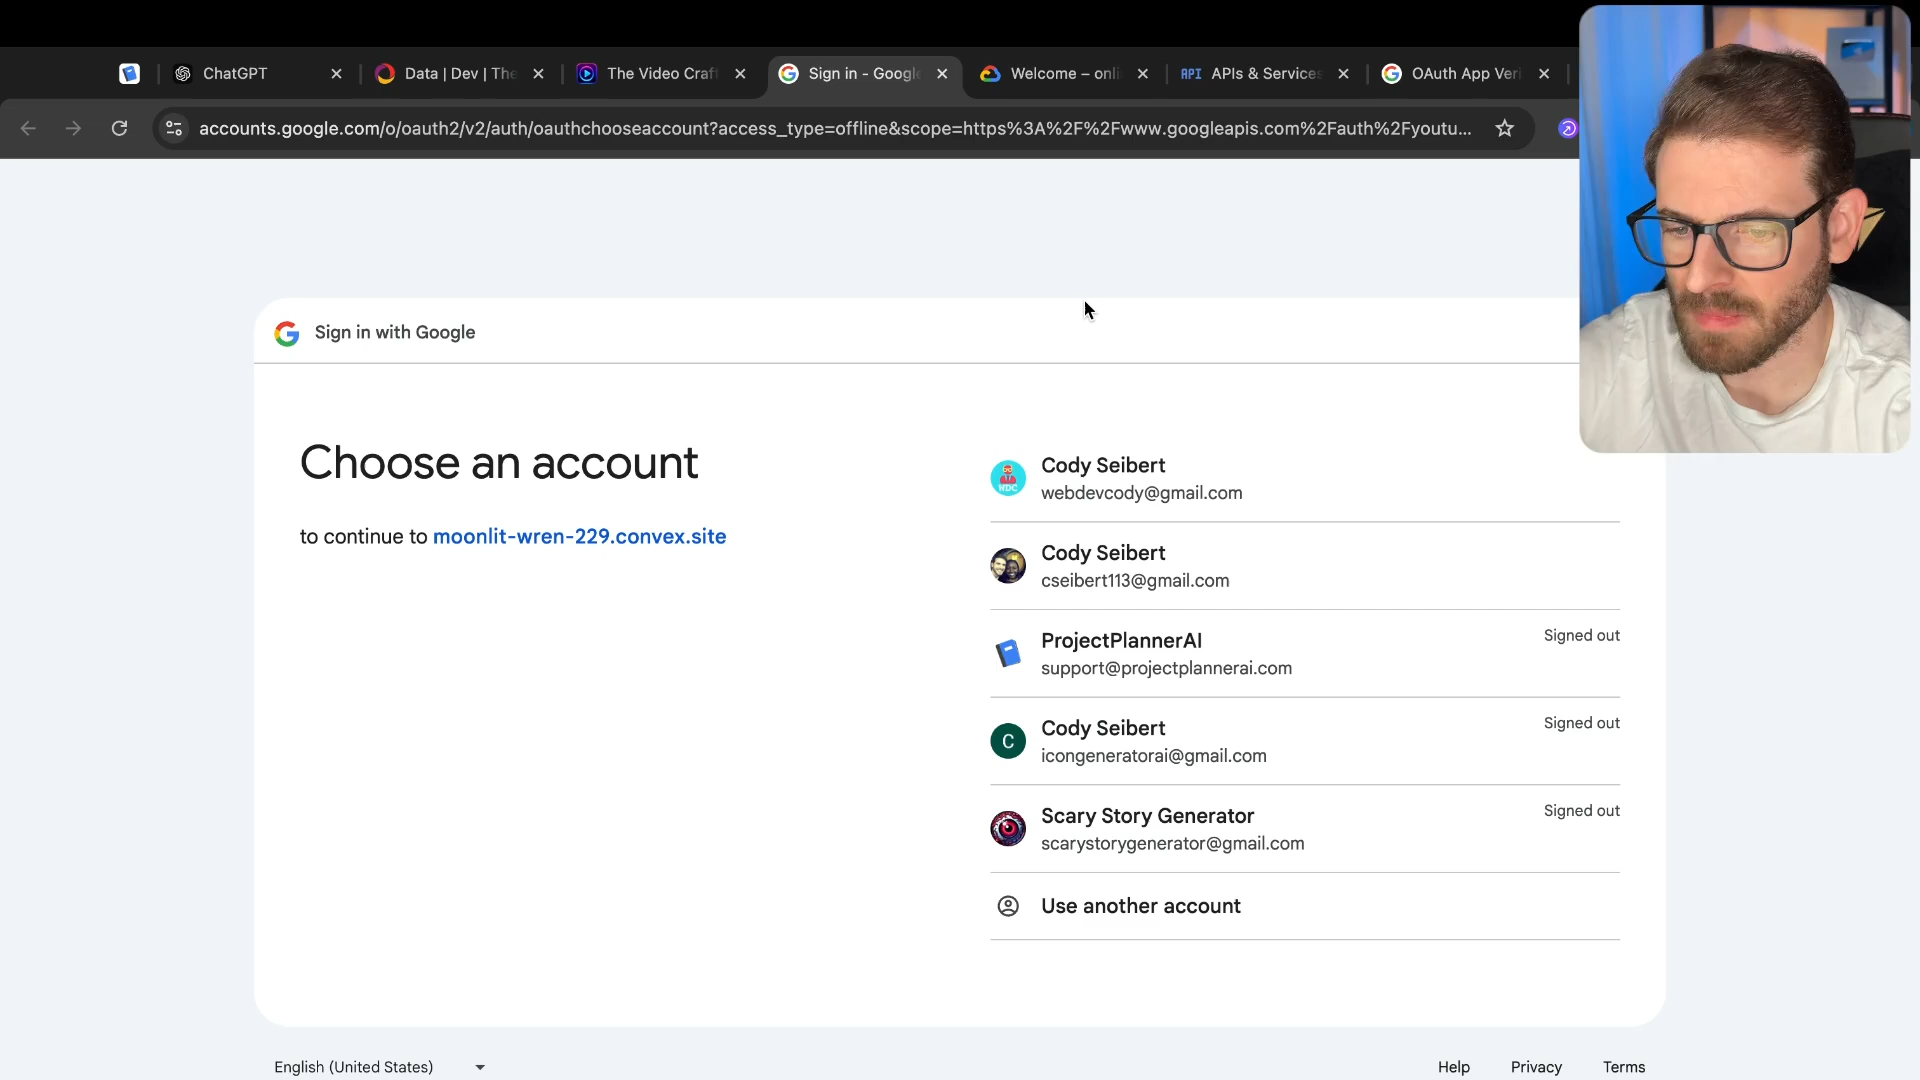 ChatGPT
Data | Dev | The
The Video Craf
Sign in - Google
Welcome – onli
API APIs & Services
OAuth App Veri
accounts.google.com/o/oauth2/v2/auth/oauthchooseaccount?access_type=offline&scope=https%3A%2F%2Fwww.googleapis.com%2Fauth%2Fyoutu...
Sign in with Google
Choose an account
to continue to moonlit-wren-229.convex.site
WDC
Cody Seibert
webdevcody@gmail.com
Cody Seibert
cseibert113@gmail.com
ProjectPlannerAI
Signed out
support@projectplannerai.com
C
Cody Seibert
Signed out
icongeneratorai@gmail.com
Scary Story Generator
Signed out
scarystorygenerator@gmail.com
Use another account
English (United States)
Help
Privacy
Terms